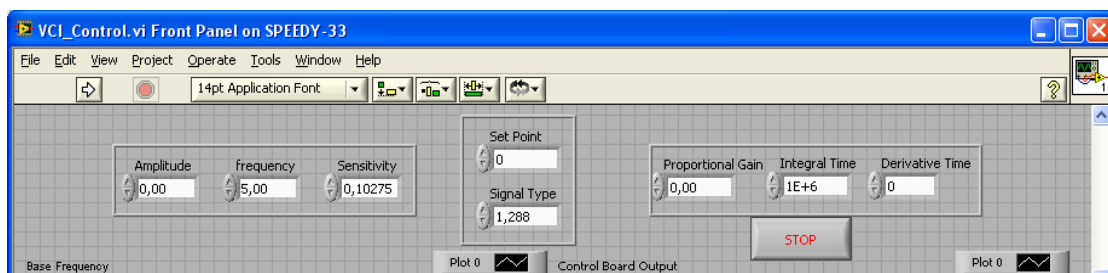 VCI_Control.vi Front Panel on SPEEDY-33
File Edit View Project Operate Tools Window Help
14pt Application Font
?
1
Set Point
0
Signal Type
1,288
Amplitude frequency Sensitivity
0,00 5,00 0,10275
Proportional Gain Integral Time Derivative Time
0,00 1E+6 0
STOP
Base Frequency Plot 0 Control Board Output Plot 0